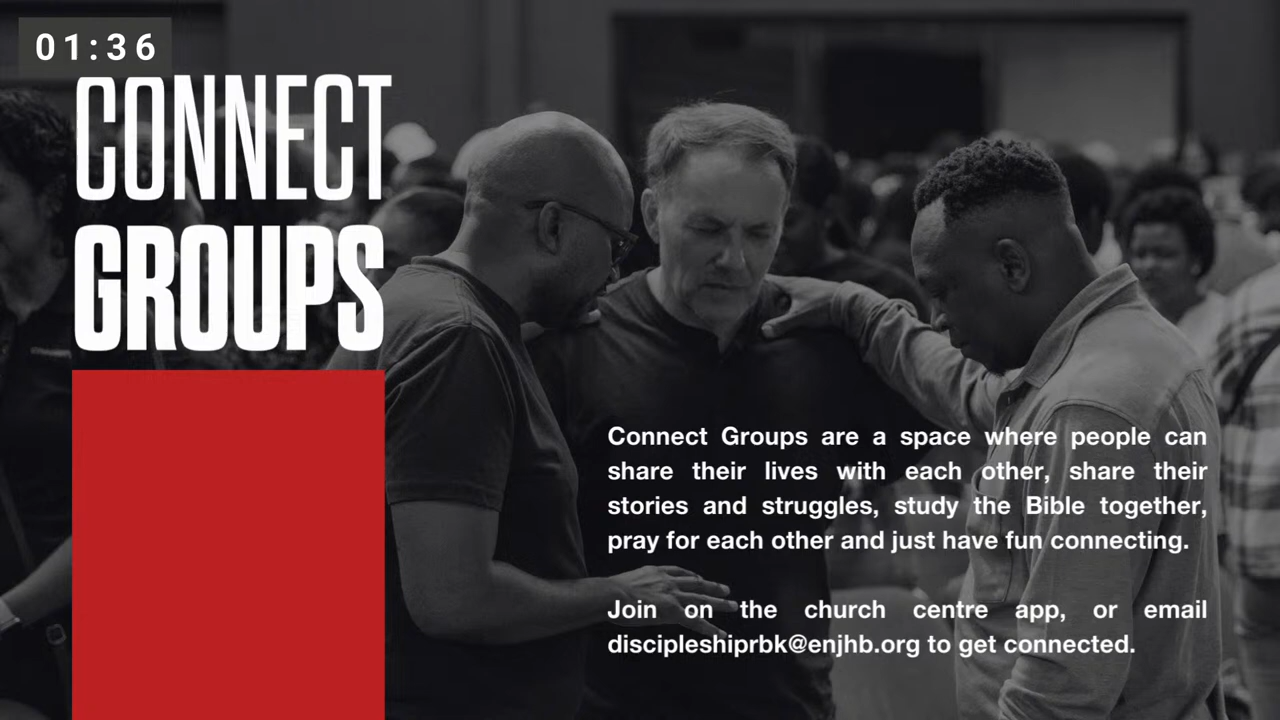 01:36
CONNECT
GROUPS
Connect Groups are a space where people can
share their lives with each other, share their
stories and struggles, study the Bible together,
pray for each other and just have fun connecting.
Join on the church centre app, or email
discipleshiprbk@enjhb.org to get connected.